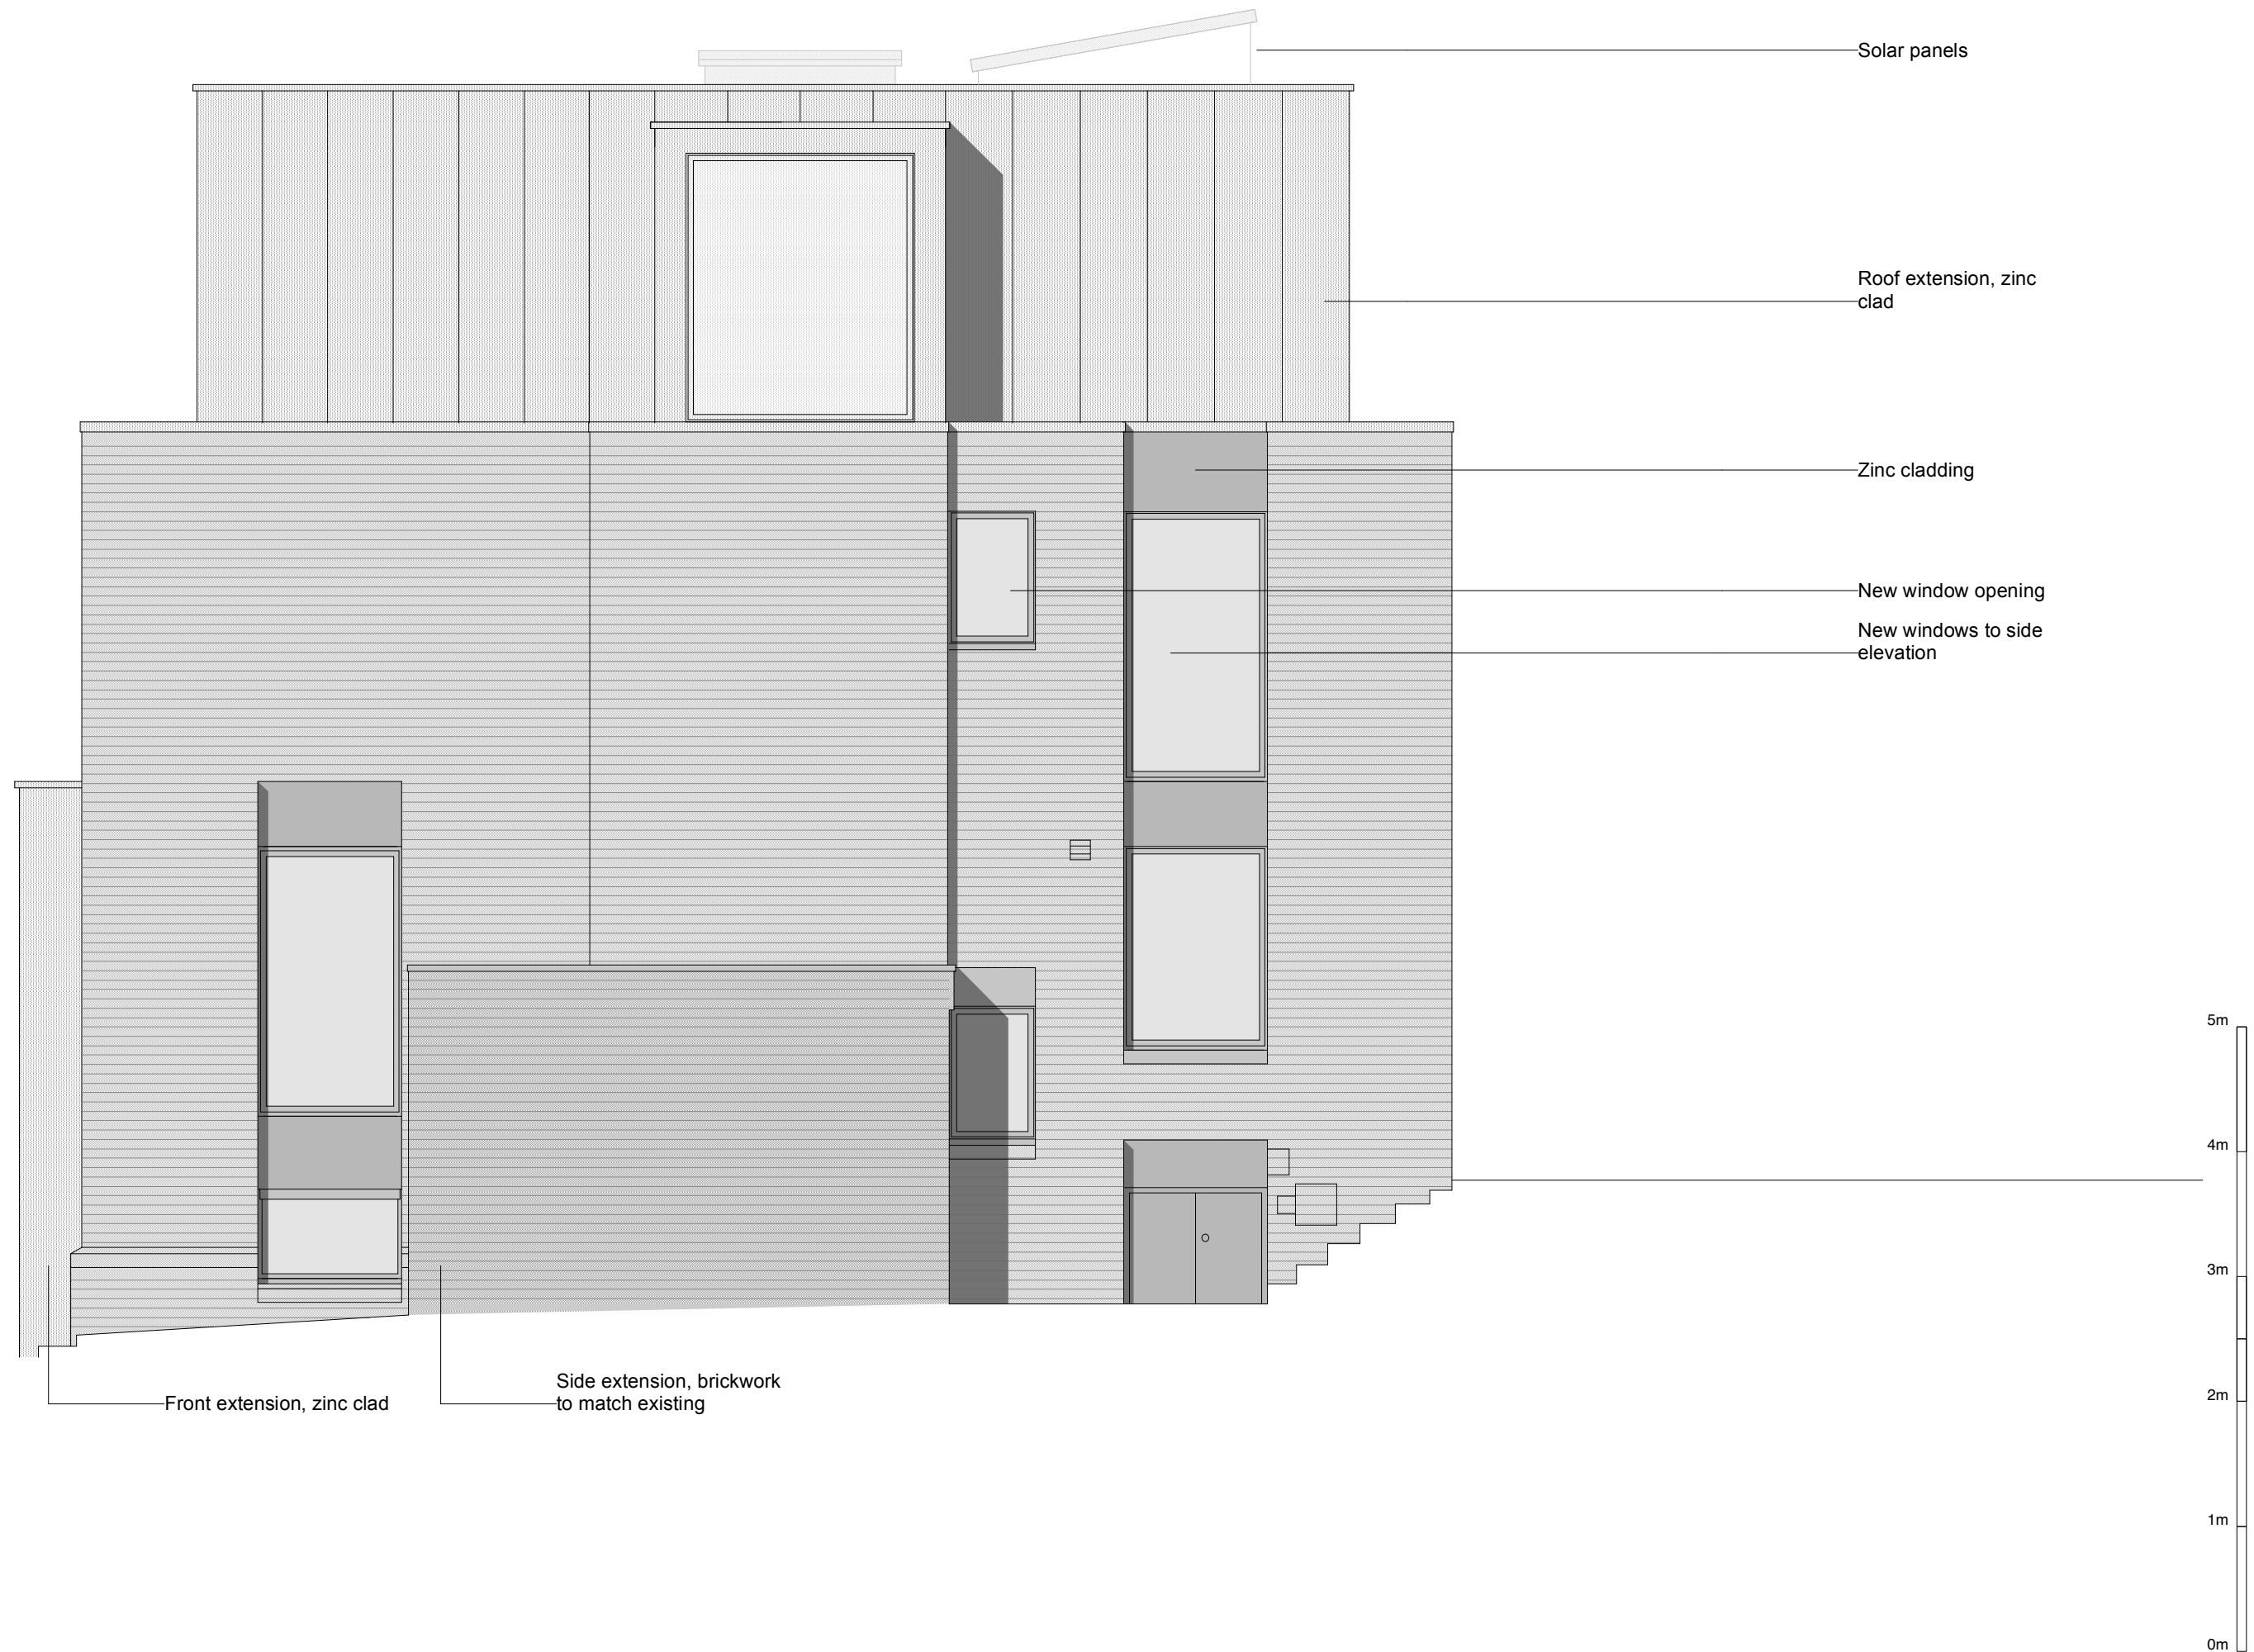 Solar panels
Roof extension, zinc
clad
Zinc cladding
New window opening
New windows to side
elevation
5m
4m
3m
2m
1m
0m
Front extension, zinc clad
Side extension, brickwork
to match existing